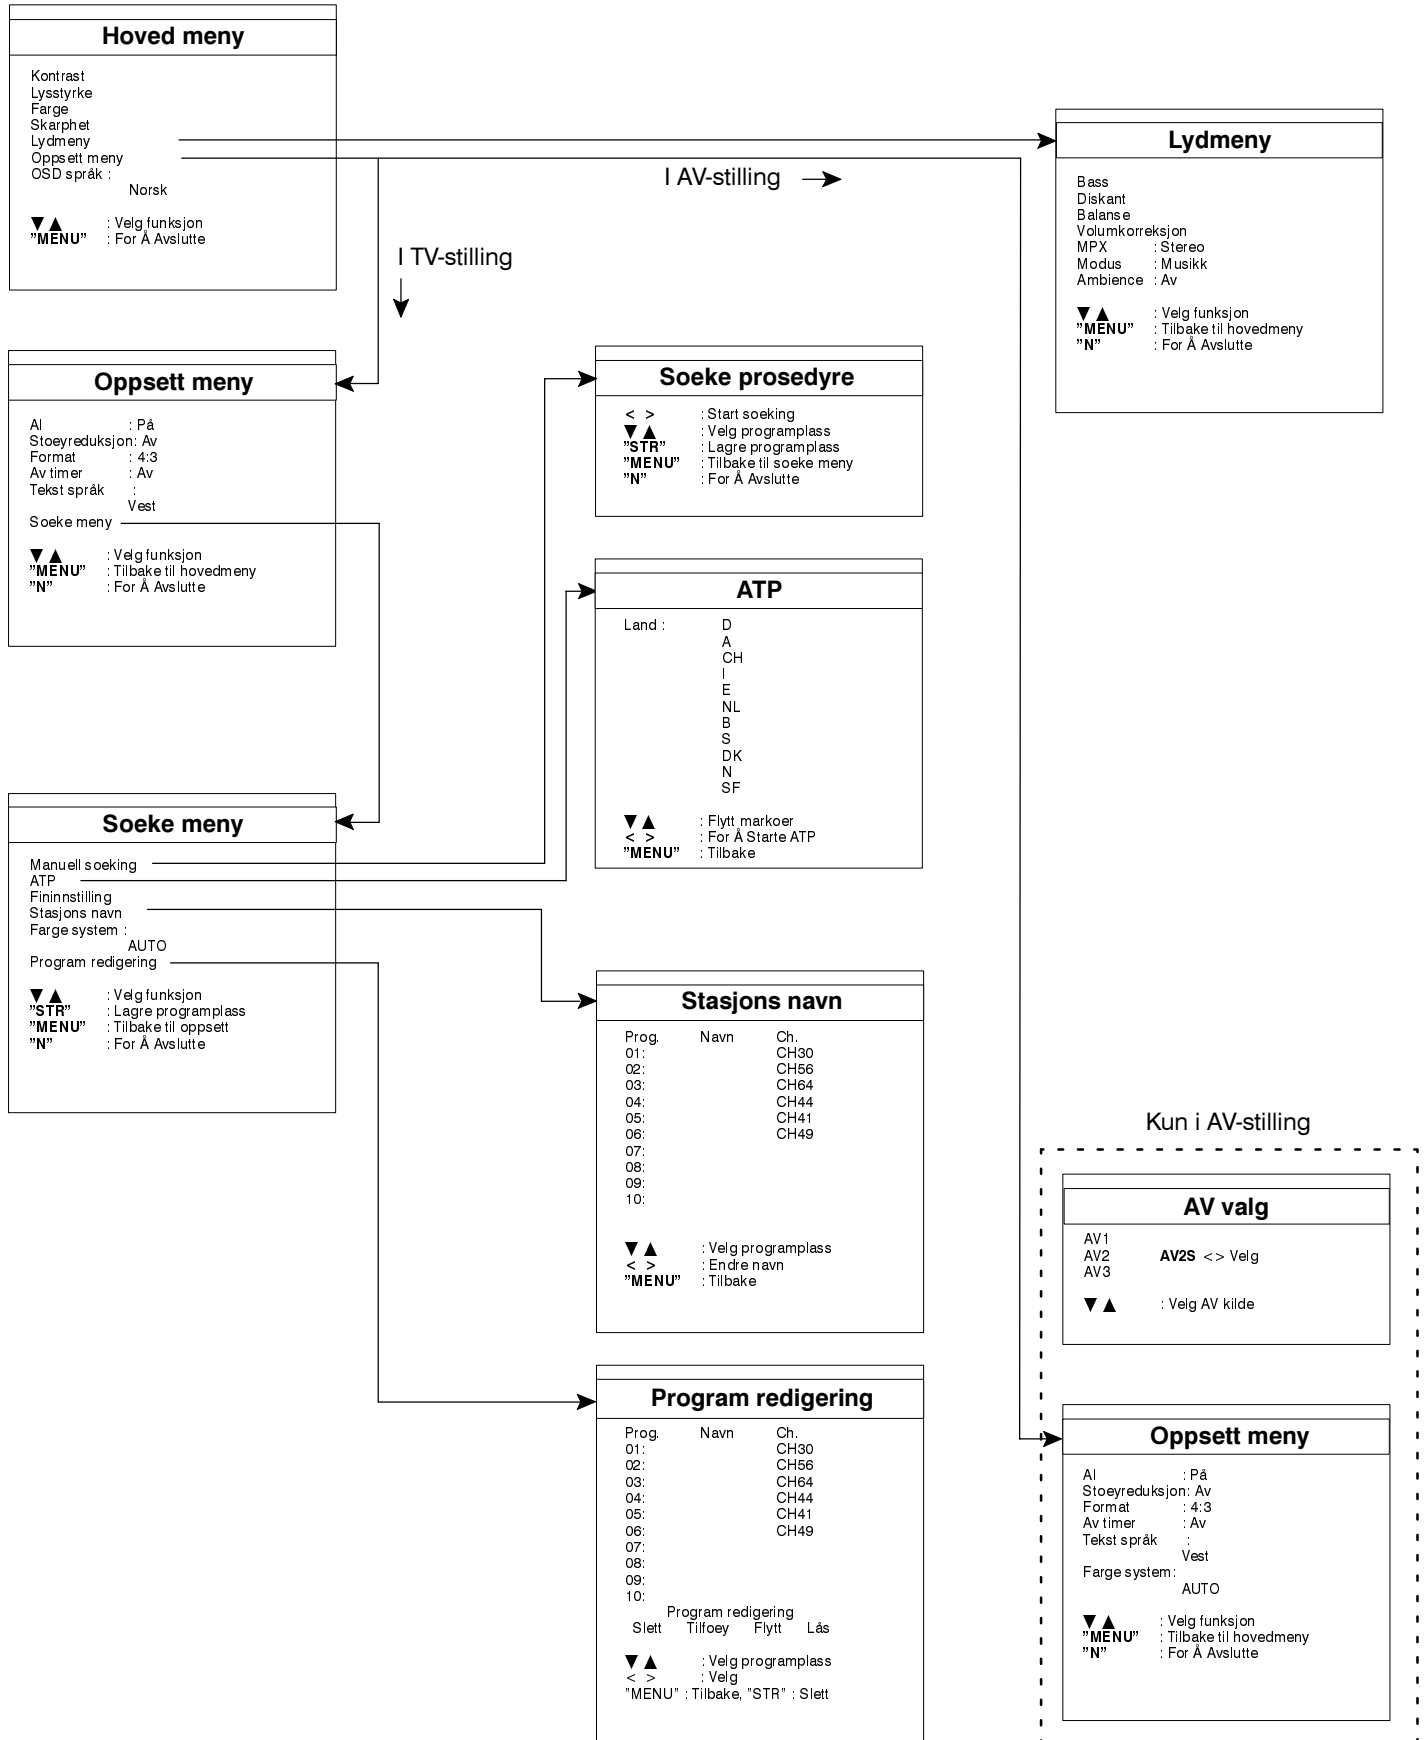 Hoved meny
Kontrast
Lysstyrke
Farge
Skarphet
Lydmeny
Oppsett meny
OSD språk :
Norsk
▼ ▲ : Velg funksjon
"MENU" : For Å Avslutte
I AV-stilling
I TV-stilling
Lydmeny
Bass
Diskant
Balanse
Volumkorreksjon
MPX : Stereo
Modus : Musikk
Ambience : Av
▼ ▲ : Velg funksjon
"MENU" : Tilbake til hovedmeny
"N" : For Å Avslutte
Oppsett meny
AI : På
Stoeyreduksjon: Av
Format : 4:3
Av timer : Av
Tekst språk :
Vest
Soeke meny
▼ ▲ : Velg funksjon
"MENU" : Tilbake til hovedmeny
"N" : For Å Avslutte
Soeke prosedyre
< > : Start soeking
▼ ▲ : Velg programplass
"STR" : Lagre programplass
"MENU" : Tilbake til soeke meny
"N" : For Å Avslutte
ATP
Land : D
A
CH
I
E
NL
B
S
DK
N
SF
▼ ▲ : Flytt markoer
< > : For Å Starte ATP
"MENU" : Tilbake
Soeke meny
Manuell soeking
ATP
Fininnstilling
Stasjons navn
Farge system :
AUTO
Program redigering
▼ ▲ : Velg funksjon
"STR" : Lagre programplass
"MENU" : Tilbake til oppsett
"N" : For Å Avslutte
Stasjons navn
Prog. Navn Ch.
01: CH30
02: CH56
03: CH64
04: CH44
05: CH41
06: CH49
07:
08:
09:
10:
▼ ▲ : Velg programplass
< > : Endre navn
"MENU" : Tilbake
Program redigering
Prog. Navn Ch.
01: CH30
02: CH56
03: CH64
04: CH44
05: CH41
06: CH49
07:
08:
09:
10:
Program redigering
Slett Tilfoey Flytt Lås
▼ ▲ : Velg programplass
< > : Velg
"MENU" : Tilbake, "STR" : Slett
Kun i AV-stilling
AV valg
AV1
AV2 AV2S <> Velg
AV3
▼ ▲ : Velg AV kilde
Oppsett meny
AI : På
Stoeyreduksjon: Av
Format : 4:3
Av timer : Av
Tekst språk :
Vest
Farge system:
AUTO
▼ ▲ : Velg funksjon
"MENU" : Tilbake til hovedmeny
"N" : For Å Avslutte